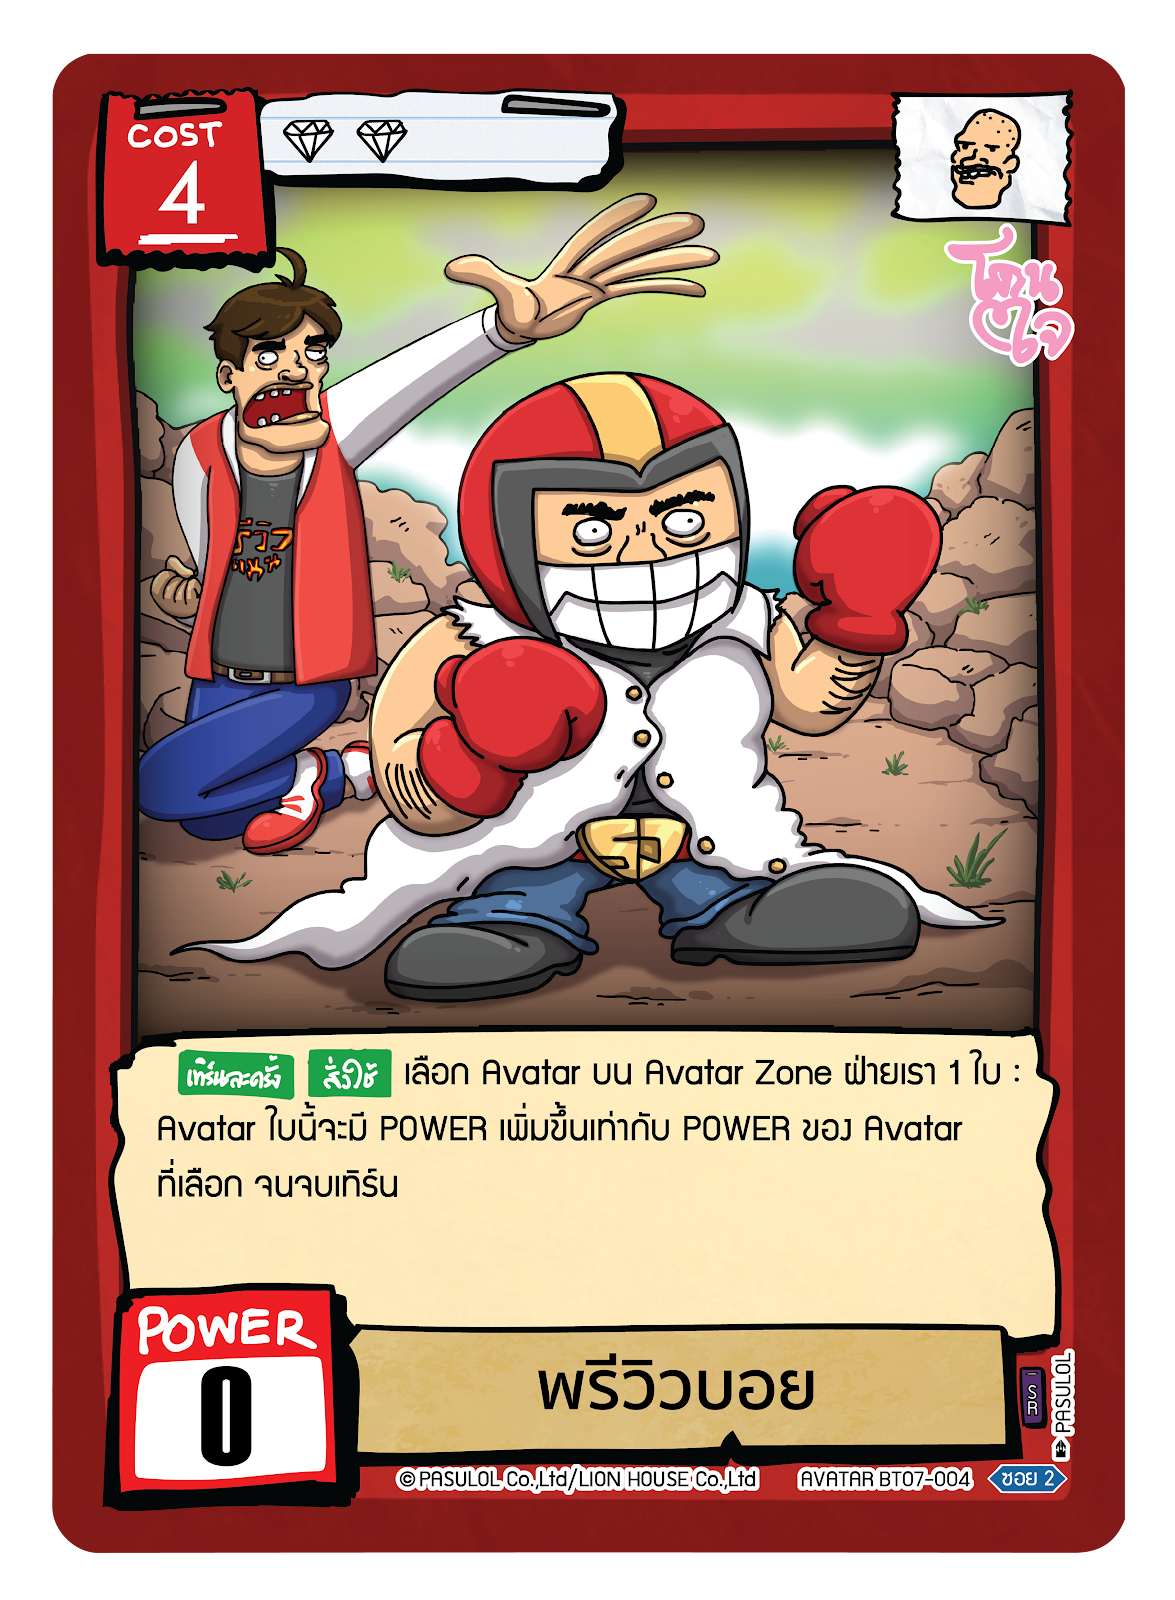 COST
4
โดน
ใจ
รีวิว
เทิร์นละครั้ง สั่งใช้ เลือก Avatar บน Avatar Zone ฝ่ายเรา 1 ใบ :
Avatar ใบนี้จะมี POWER เพิ่มขึ้นเท่ากับ POWER ของ Avatar
ที่เลือก จนจบเทิร์น
POWER
0
พรีวิวบอย
SR
PASULOL
© PASULOL Co.,Ltd/LION HOUSE Co.,Ltd AVATAR BT07-004 ซอย 2